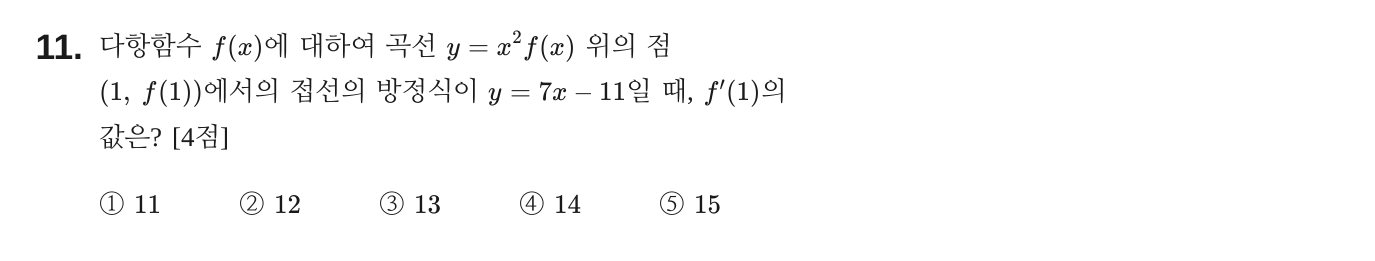 11. 다항함수 f(x)에 대하여 곡선 y = x²f(x) 위의 점
(1, f(1))에서의 접선의 방정식이 y = 7x − 11일 때, f′(1)의
값은? [4점]
① 11 ② 12 ③ 13 ④ 14 ⑤ 15